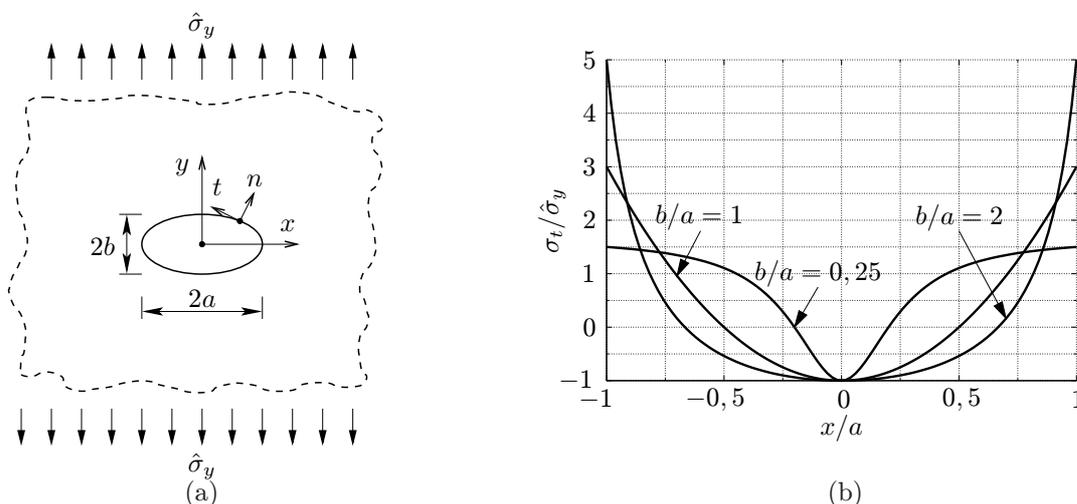 σ̂_y
y
t
n
x
2b
2a
σ̂_y
(a)
5
4
3
2
1
0
−1
σ_t/σ̂_y
b/a = 1
b/a = 2
b/a = 0, 25
−1
−0, 5
0
0, 5
1
x/a
(b)